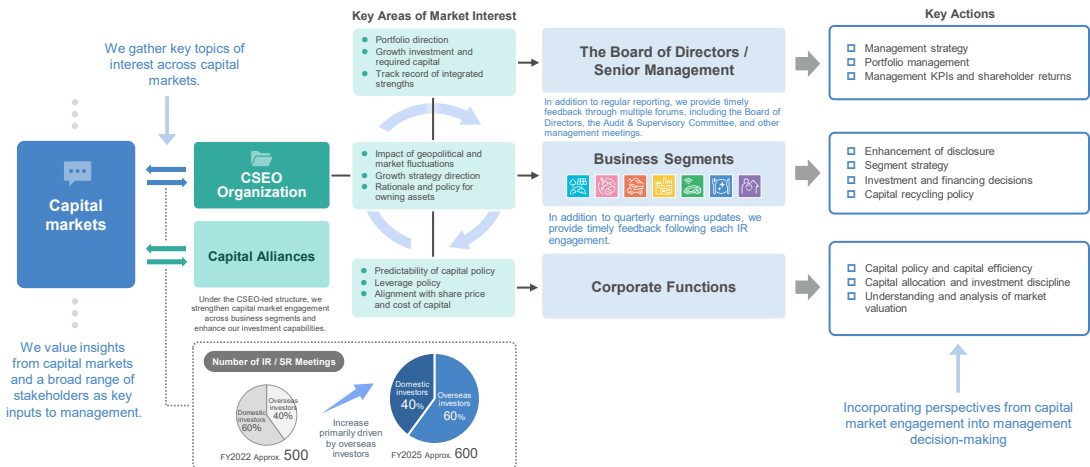 Key Areas of Market Interest
Key Actions
We gather key topics of
interest across capital
markets.
Portfolio direction
Growth investment and
required capital
Track record of integrated
strengths
The Board of Directors /
Senior Management
In addition to regular reporting, we provide timely
feedback through multiple forums, including the Board of
Directors, the Audit & Supervisory Committee, and other
management meetings.
Management strategy
Portfolio management
Management KPIs and shareholder returns
Capital
markets
CSEO
Organization
Impact of geopolitical and
market fluctuations
Growth strategy direction
Rationale and policy for
owning assets
Business Segments
In addition to quarterly earnings updates, we
provide timely feedback following each IR
engagement.
Enhancement of disclosure
Segment strategy
Investment and financing decisions
Capital recycling policy
Capital Alliances
Under the CSEO-led structure, we
strengthen capital market engagement
across business segments and
enhance our investment capabilities.
Predictability of capital policy
Leverage policy
Alignment with share price
and cost of capital
Corporate Functions
Capital policy and capital efficiency
Capital allocation and investment discipline
Understanding and analysis of market
valuation
We value insights
from capital markets
and a broad range of
stakeholders as key
inputs to management.
Number of IR / SR Meetings
Domestic
investors
60%
Overseas
investors
40%
FY2022 Approx. 500
Increase
primarily driven
by overseas
investors
Domestic
investors
40%
Overseas
investors
60%
FY2025 Approx. 600
Incorporating perspectives from capital
market engagement into management
decision-making